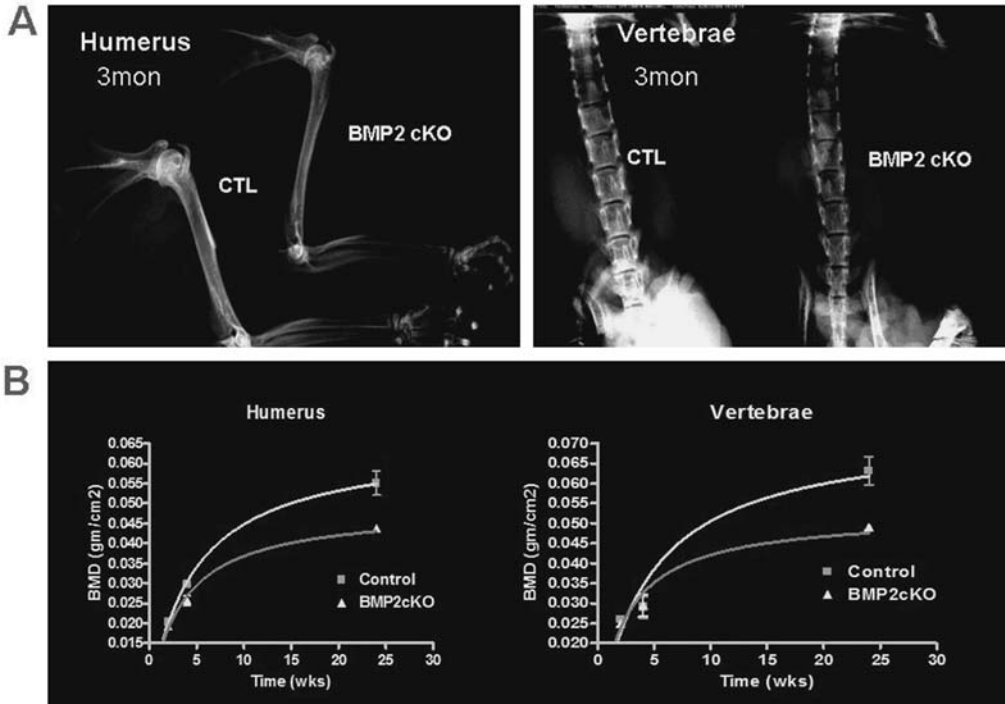 A
Humerus
3mon
BMP2 cKO
CTL
Vertebrae
3mon
CTL
BMP2 cKO
B
Humerus
BMD (gm/cm2)
0.065
0.060
0.055
0.050
0.045
0.040
0.035
0.030
0.025
0.020
0.015
0 5 10 15 20 25 30
Time (wks)
Control
BMP2cKO
Vertebrae
BMD (gm/cm2)
0.070
0.065
0.060
0.055
0.050
0.045
0.040
0.035
0.030
0.025
0.020
0 5 10 15 20 25 30
Time (wks)
Control
BMP2cKO